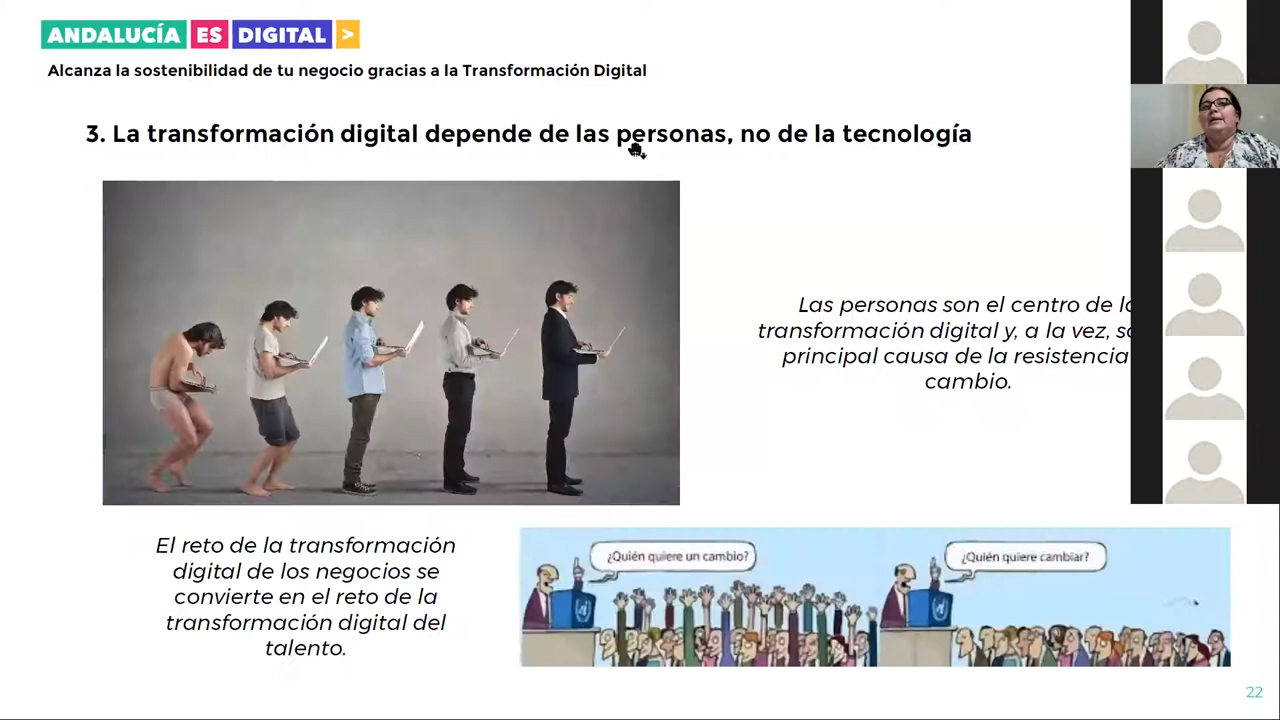 ANDALUCÍA ES DIGITAL >
Alcanza la sostenibilidad de tu negocio gracias a la Transformación Digital
3. La transformación digital depende de las personas, no de la tecnología
Las personas son el centro de
transformación digital y, a la vez,
principal causa de la resistencia
cambio.
El reto de la transformación
digital de los negocios se
convierte en el reto de la
transformación digital del
talento.
¿Quién quiere un cambio?
¿Quién quiere cambiar?
22